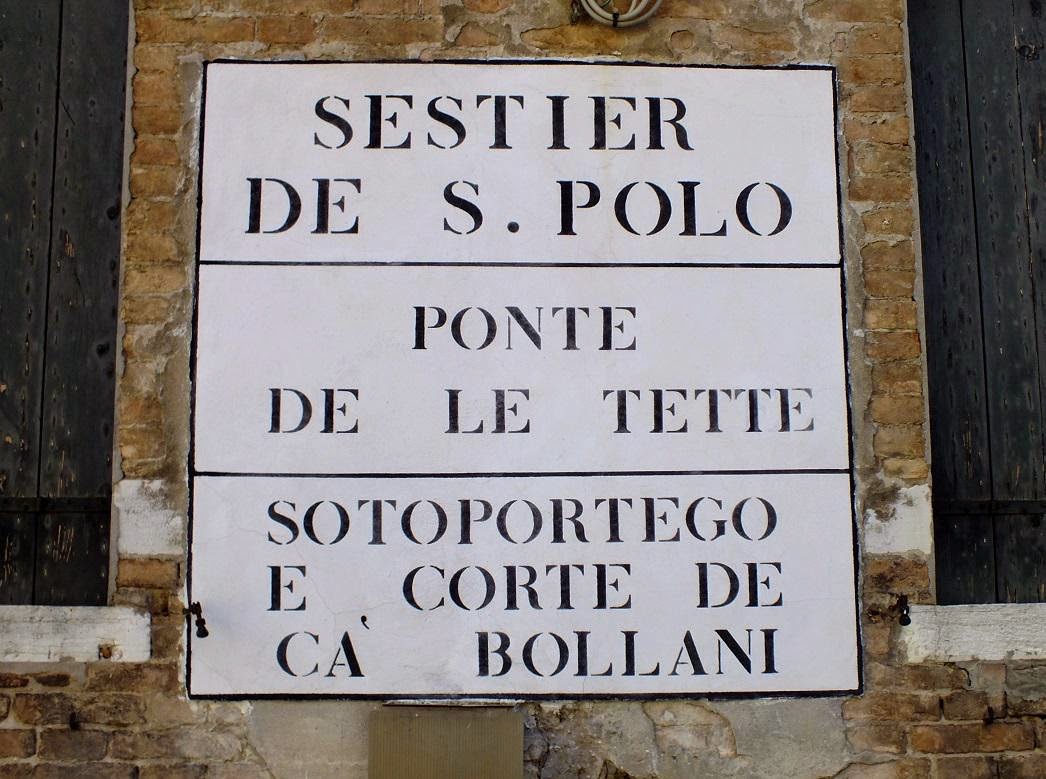 SESTIER
DE S. POLO
PONTE
DE LE TETTE
SOTOPORTEGO
E CORTE DE
CA' BOLLANI